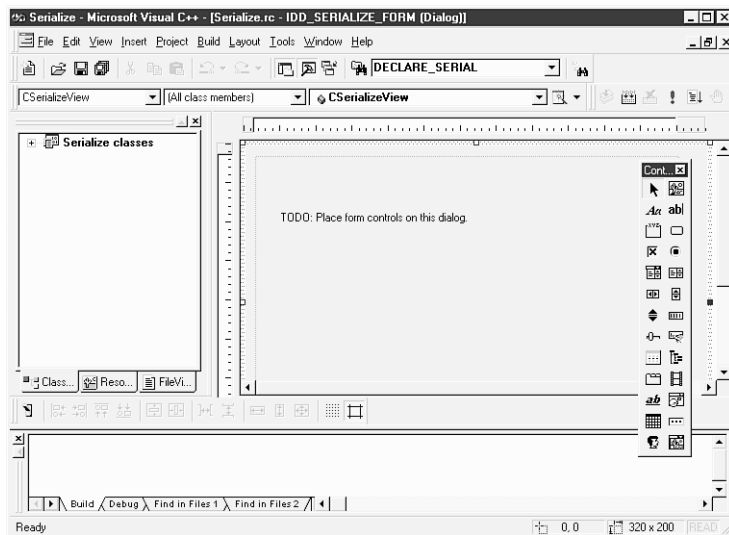 Serialize - Microsoft Visual C++ - [Serialize.rc - IDD_SERIALIZE_FORM (Dialog)]
File Edit View Insert Project Build Layout Tools Window Help
DECLARE_SERIAL
CSerializeView (All class members) CSerializeView
Serialize classes
Cont...
TODO: Place form controls on this dialog.
Aa ab
XYZ
ab
Class... Reso... FileVi...
Build Debug Find in Files 1 Find in Files 2
Ready 0, 0 320 x 200 READ